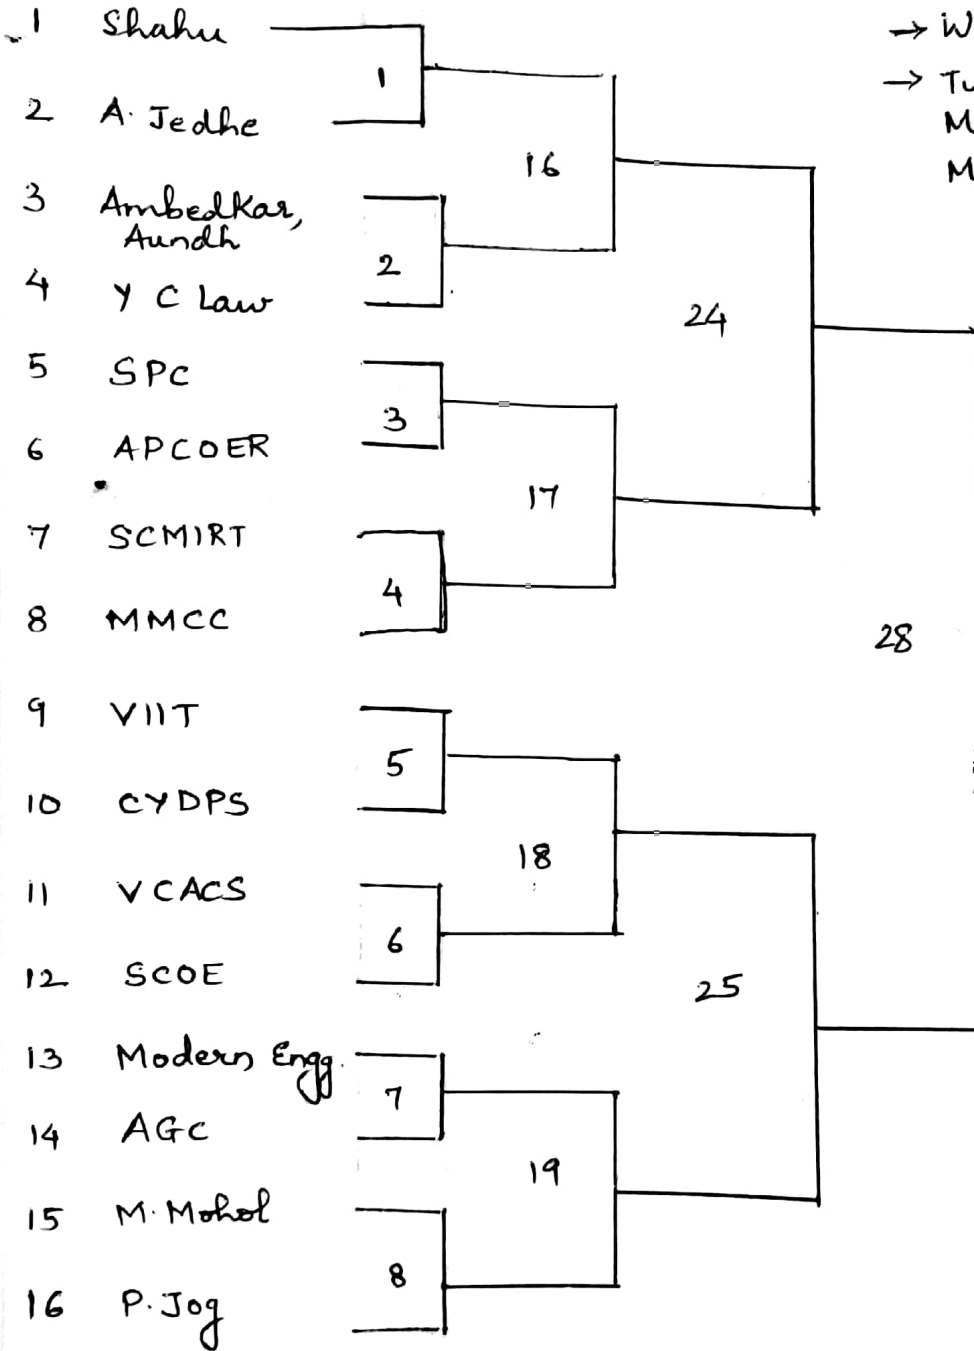 1 Shahu
→ W
1
→ Tu
2 A. Jedhe
M
16
M
3 Ambedkar,
Aundh
2
4 Y C Law
24
5 SPC
3
6 APCOER
17
7 SCMIRT
4
8 MMCC
28
9 VIIT
5
10 CYDPS
18
11 VCACS
6
12 SCOE
25
13 Modern Engg.
7
14 AGC
19
15 M. Mohol
8
16 P. Jog